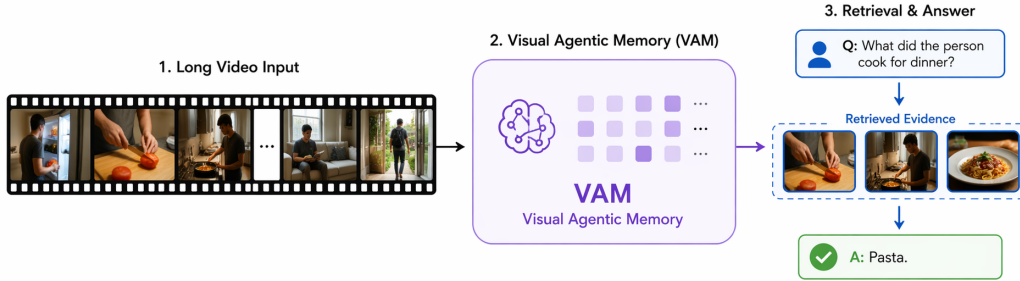 1. Long Video Input
...
2. Visual Agentic Memory (VAM)
...
...
...
VAM
Visual Agentic Memory
3. Retrieval & Answer
Q: What did the person
cook for dinner?
Retrieved Evidence
A: Pasta.